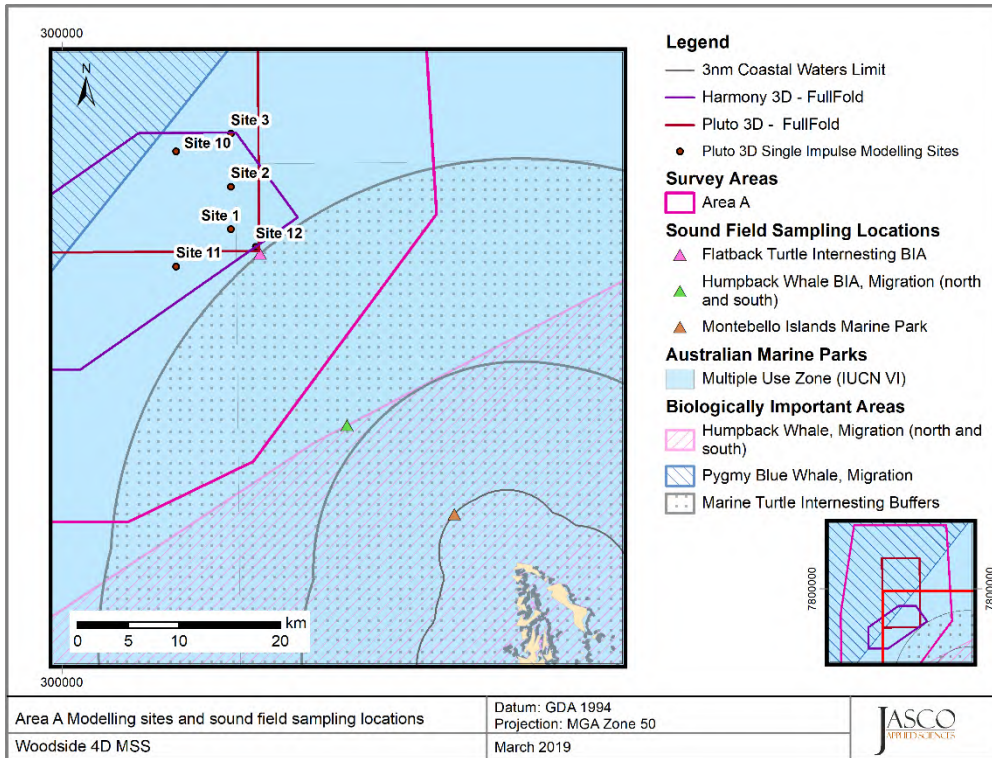 300000
N
Site 3
Site 10
Site 2
Site 1
Site 12
Site 11
km
0 5 10 20
300000
Legend
3nm Coastal Waters Limit
Harmony 3D - FullFold
Pluto 3D - FullFold
Pluto 3D Single Impulse Modelling Sites
Survey Areas
Area A
Sound Field Sampling Locations
Flatback Turtle Internesting BIA
Humpback Whale BIA, Migration (north
and south)
Montebello Islands Marine Park
Australian Marine Parks
Multiple Use Zone (IUCN VI)
Biologically Important Areas
Humpback Whale, Migration (north and
south)
Pygmy Blue Whale, Migration
Marine Turtle Internesting Buffers
7800000
7800000
Area A Modelling sites and sound field sampling locations
Woodside 4D MSS
Datum: GDA 1994
Projection: MGA Zone 50
March 2019
JASCO
APPLIED SCIENCES